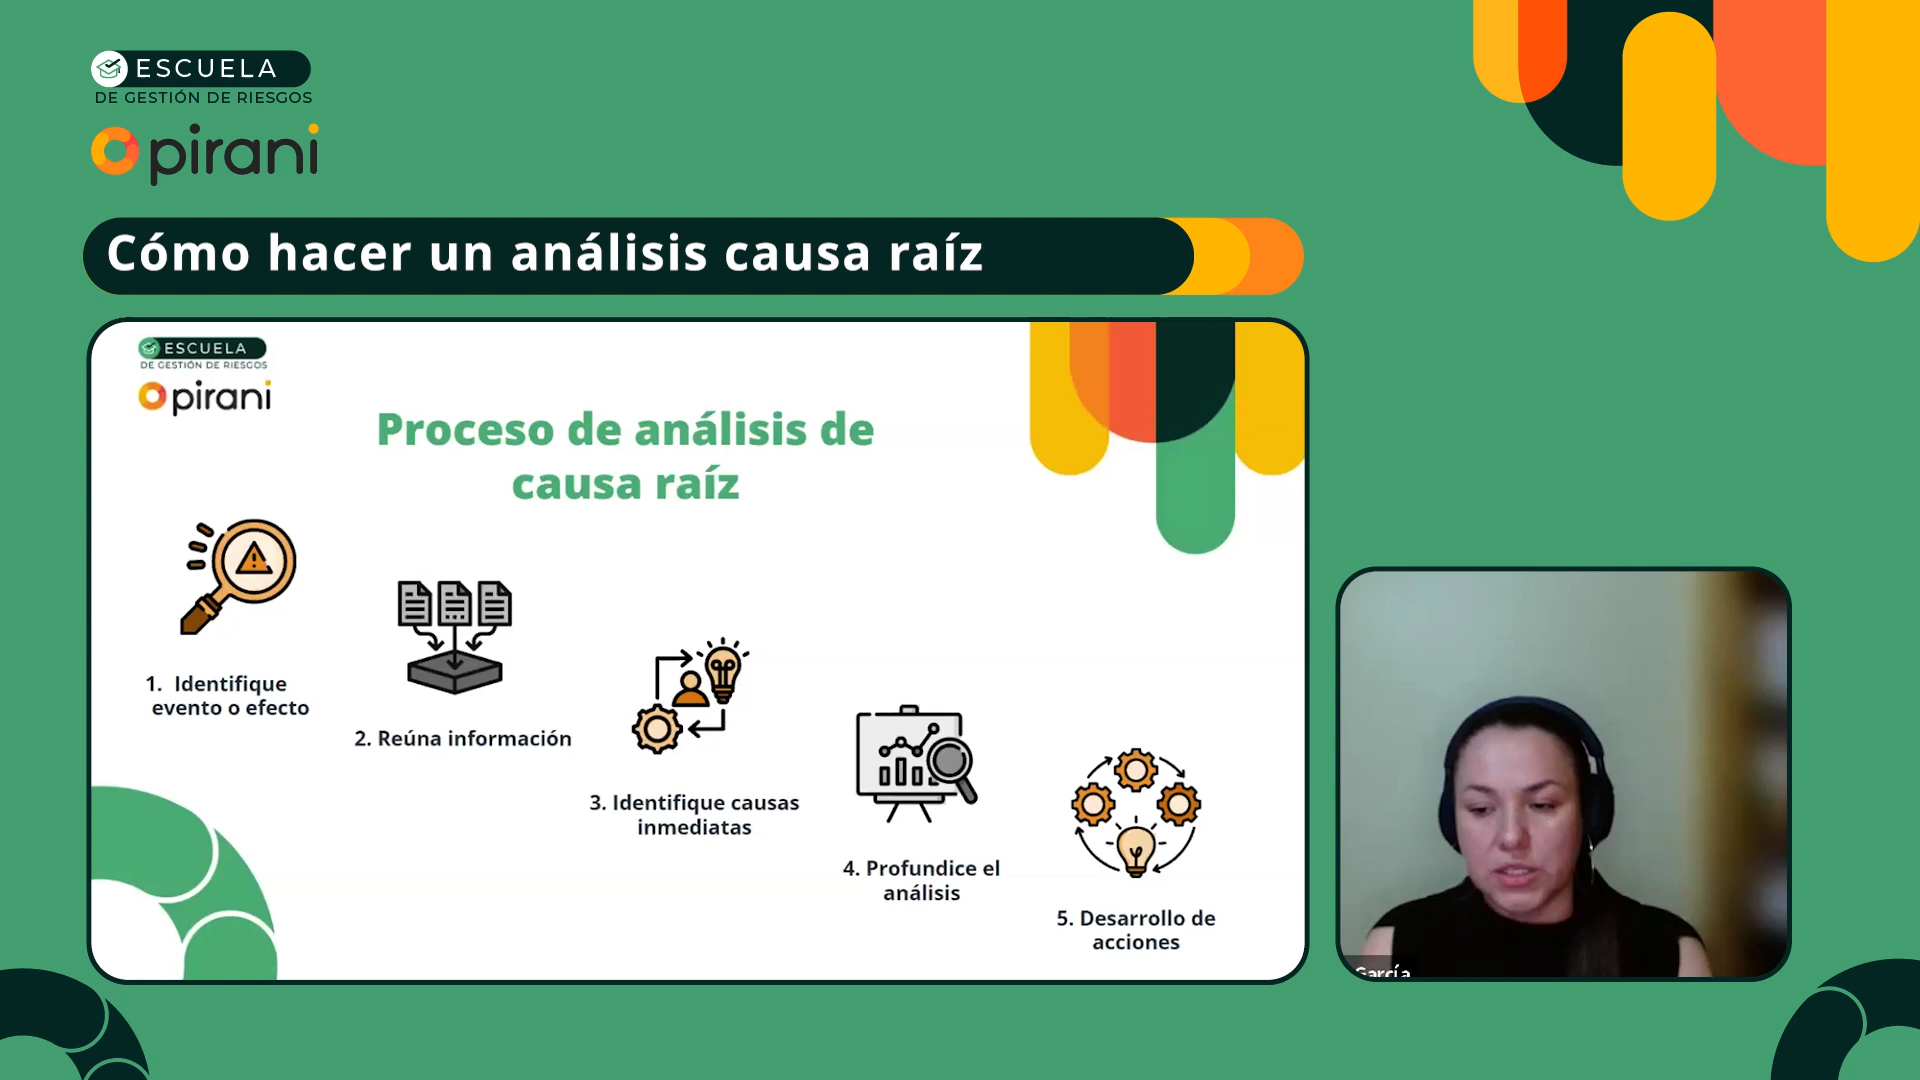 ESCUELA
DE GESTIÓN DE RIESGOS
pirani
Cómo hacer un análisis causa raíz
ESCUELA
DE GESTIÓN DE RIESGOS
pirani
Proceso de análisis de
causa raíz
1. Identifique
evento o efecto
2. Reúna información
3. Identifique causas
inmediatas
4. Profundice el
análisis
5. Desarrollo de
acciones
García